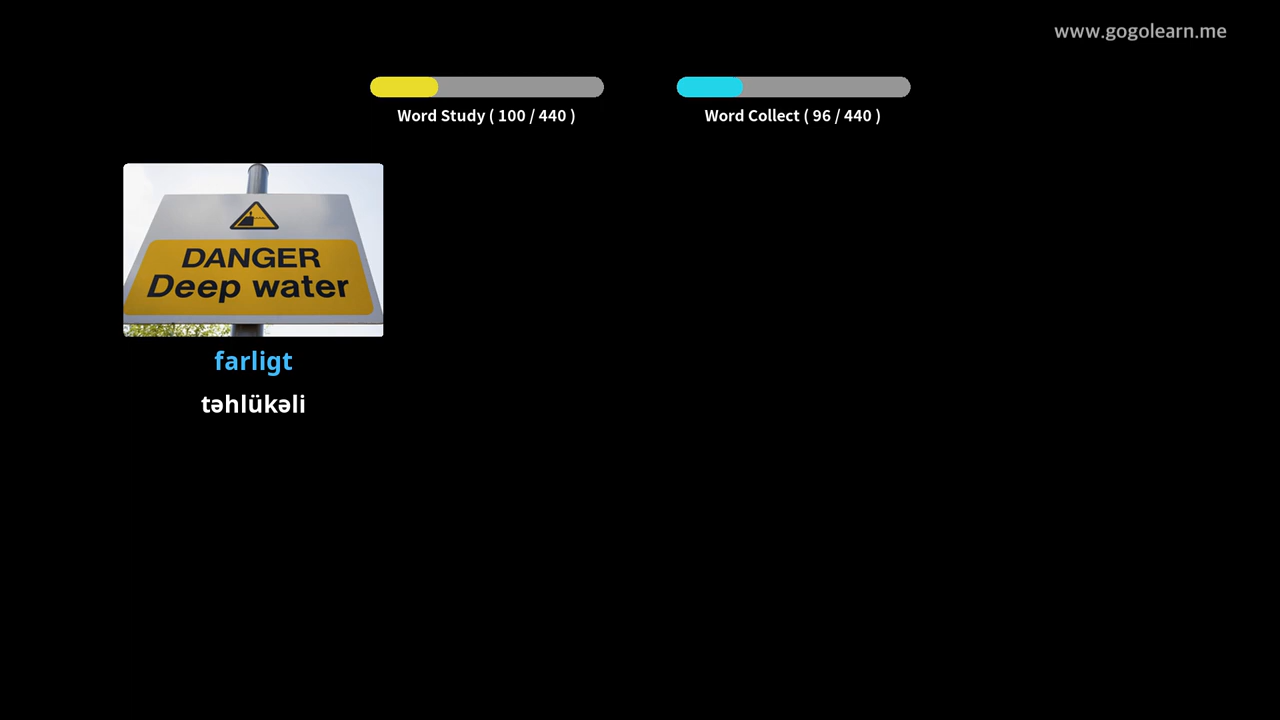 www.gogolearn.me
Word Study ( 100 / 440 )
Word Collect ( 96 / 440 )
DANGER
Deep water
farligt
təhlükəli